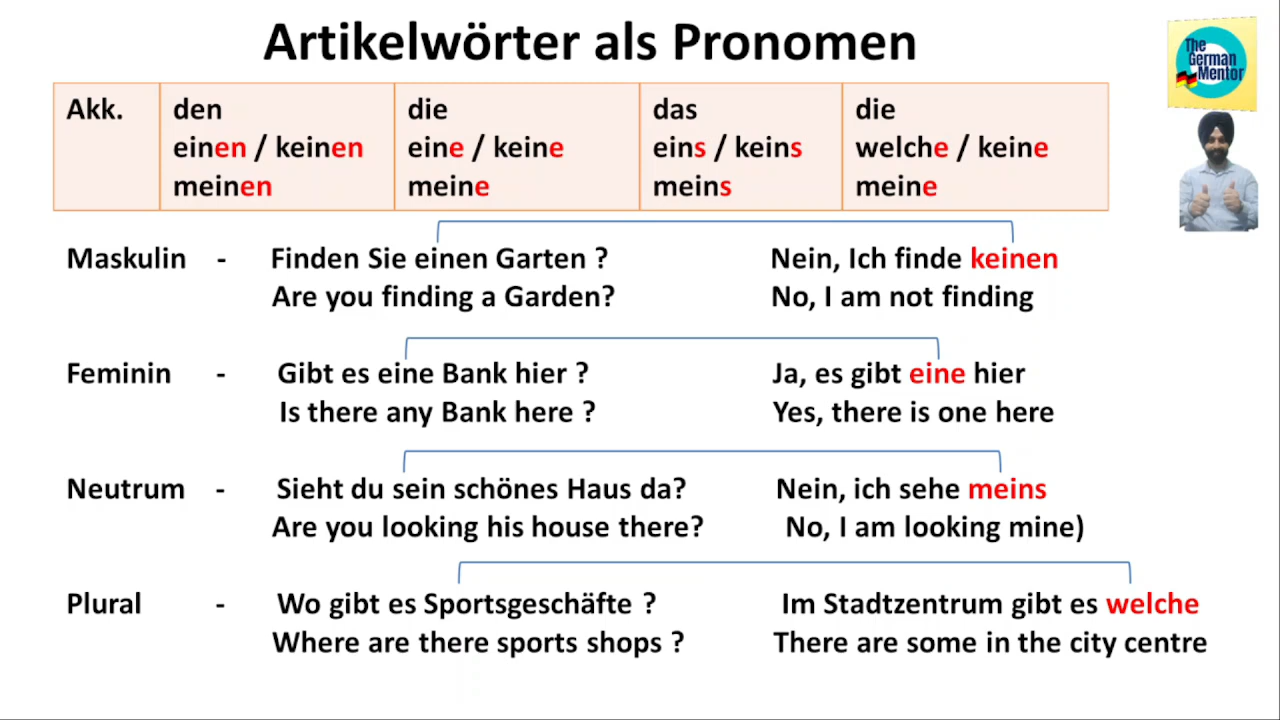 Artikelwörter als Pronomen
The
German
Mentor
Akk. den die das die
einen / keinen eine / keine eins / keins welche / keine
meinen meine meins meine
Maskulin - Finden Sie einen Garten ? Nein, Ich finde keinen
Are you finding a Garden? No, I am not finding
Feminin - Gibt es eine Bank hier ? Ja, es gibt eine hier
Is there any Bank here ? Yes, there is one here
Neutrum - Sieht du sein schönes Haus da? Nein, ich sehe meins
Are you looking his house there? No, I am looking mine)
Plural - Wo gibt es Sportsgeschäfte ? Im Stadtzentrum gibt es welche
Where are there sports shops ? There are some in the city centre